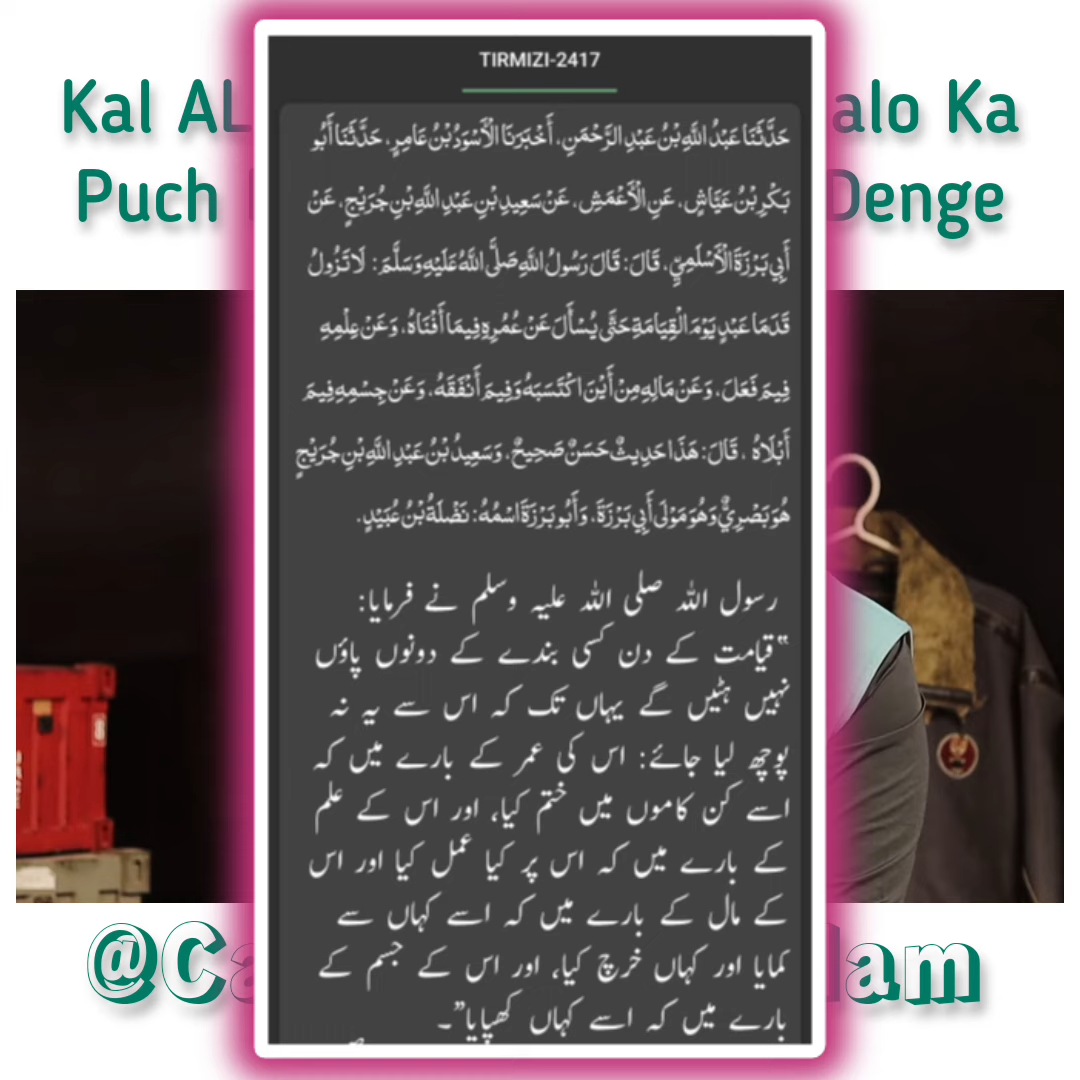 TIRMIZI-2417
Kal AL alo Ka
Puch Denge
حَدَّثَنَا عَبْدُ اللَّهِ بْنُ عَبْدِ الرَّحْمَنِ، أَخْبَرَنَا الْأَسْوَدُ بْنُ عَامِرٍ، حَدَّثَنَا أَبُو
بَكْرِ بْنُ عَيَّاشٍ، عَنِ الْأَعْمَشِ، عَنْ سَعِيدِ بْنِ عَبْدِ اللَّهِ بْنِ جُرَيْجٍ، عَنْ
أَبِي بَرْزَةَ الْأَسْلَمِيِّ، قَالَ: قَالَ رَسُولُ اللَّهِ صَلَّى اللَّهُ عَلَيْهِ وَسَلَّمَ: لَا تَزُولُ
قَدَمَا عَبْدٍ يَوْمَ الْقِيَامَةِ حَتَّى يُسْأَلَ عَنْ عُمُرِهِ فِيمَا أَفْنَاهُ، وَعَنْ عِلْمِهِ
فِيمَ فَعَلَ، وَعَنْ مَالِهِ مِنْ أَيْنَ اكْتَسَبَهُ وَفِيمَ أَنْفَقَهُ، وَعَنْ جِسْمِهِ فِيمَ
أَبْلَاهُ ، قَالَ: هَذَا حَدِيثٌ حَسَنٌ صَحِيحٌ، وَسَعِيدُ بْنُ عَبْدِ اللَّهِ بْنِ جُرَيْجٍ
هُوَ بَصْرِيٌّ وَهُوَ مَوْلَى أَبِي بَرْزَةَ، وَأَبُو بَرْزَةَ اسْمُهُ: نَضْلَةُ بْنُ عُبَيْدٍ.
رسول اللہ صلی اللہ علیہ وسلم نے فرمایا:
”قیامت کے دن کسی بندے کے دونوں پاؤں
نہیں ہٹیں گے یہاں تک کہ اس سے یہ نہ
پوچھ لیا جائے: اس کی عمر کے بارے میں کہ
اسے کن کاموں میں ختم کیا، اور اس کے علم
کے بارے میں کہ اس پر کیا عمل کیا اور اس
کے مال کے بارے میں کہ اسے کہاں سے
کمایا اور کہاں خرچ کیا، اور اس کے جسم کے
بارے میں کہ اسے کہاں کھپایا“۔
@Ca lam